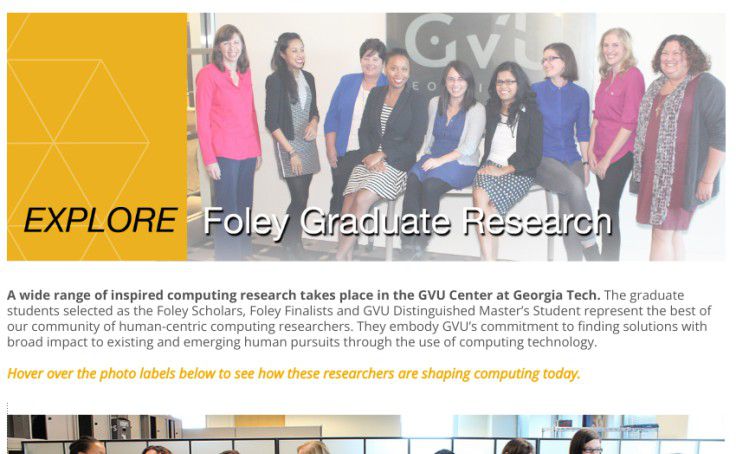 GVU
EXPLORE Foley Graduate Research
A wide range of inspired computing research takes place in the GVU Center at Georgia Tech. The graduate
students selected as the Foley Scholars, Foley Finalists and GVU Distinguished Master's Student represent the best of
our community of human-centric computing researchers. They embody GVU's commitment to finding solutions with
broad impact to existing and emerging human pursuits through the use of computing technology.
Hover over the photo labels below to see how these researchers are shaping computing today.